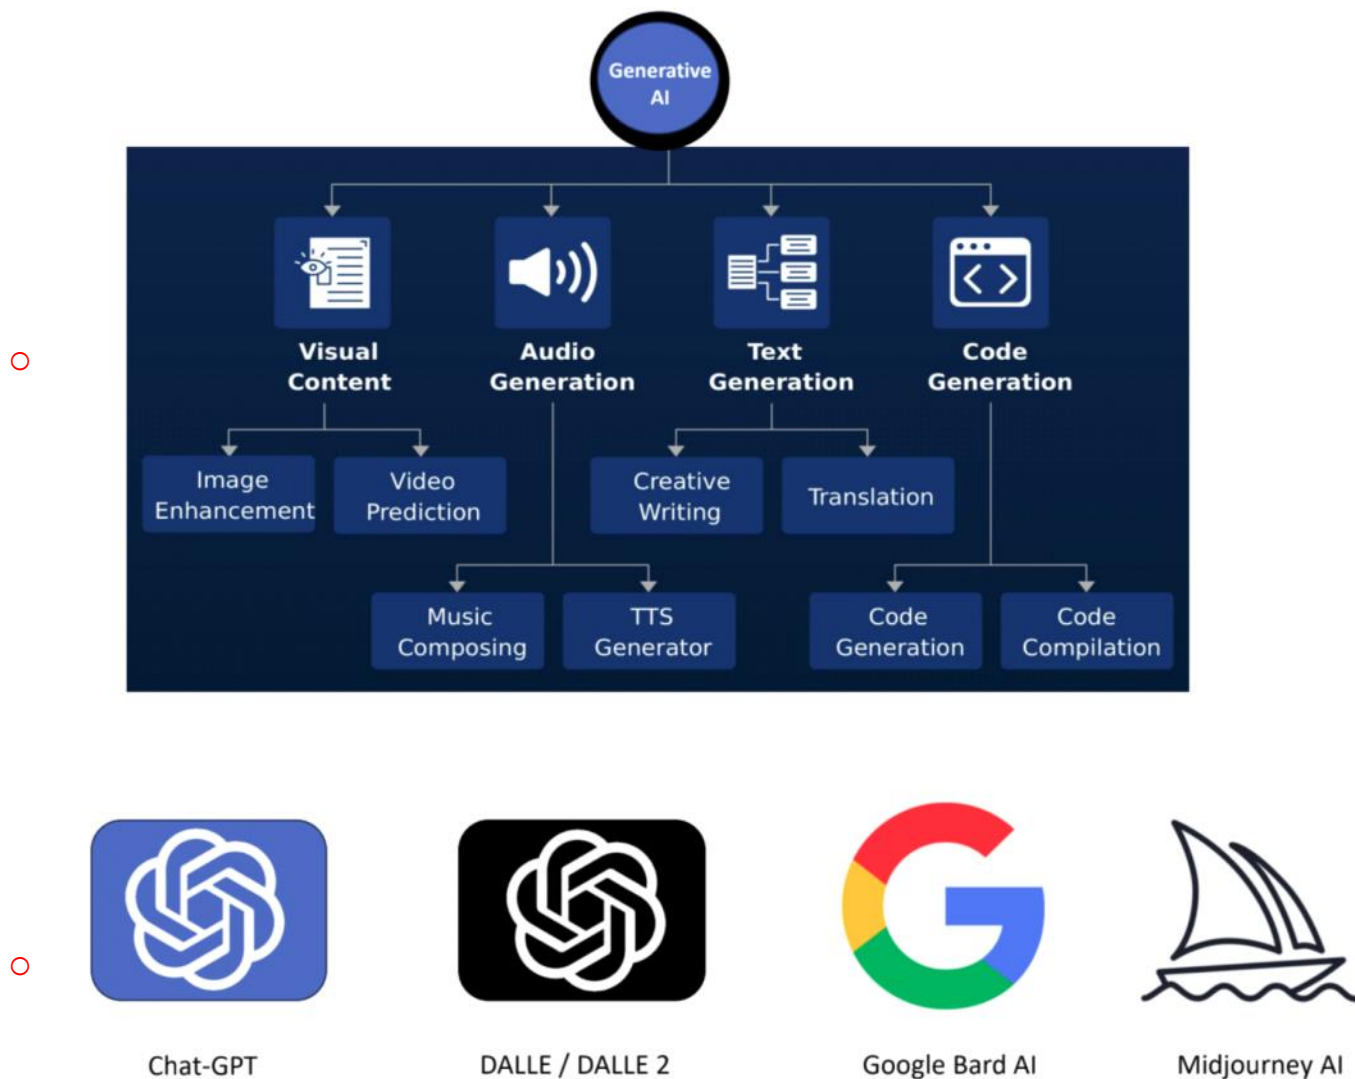 Generative
AI
Visual
Content
Audio
Generation
Text
Generation
Code
Generation
Image
Enhancement
Video
Prediction
Creative
Writing
Translation
Music
Composing
TTS
Generator
Code
Generation
Code
Compilation
Chat-GPT
DALLE / DALLE 2
Google Bard AI
Midjourney AI